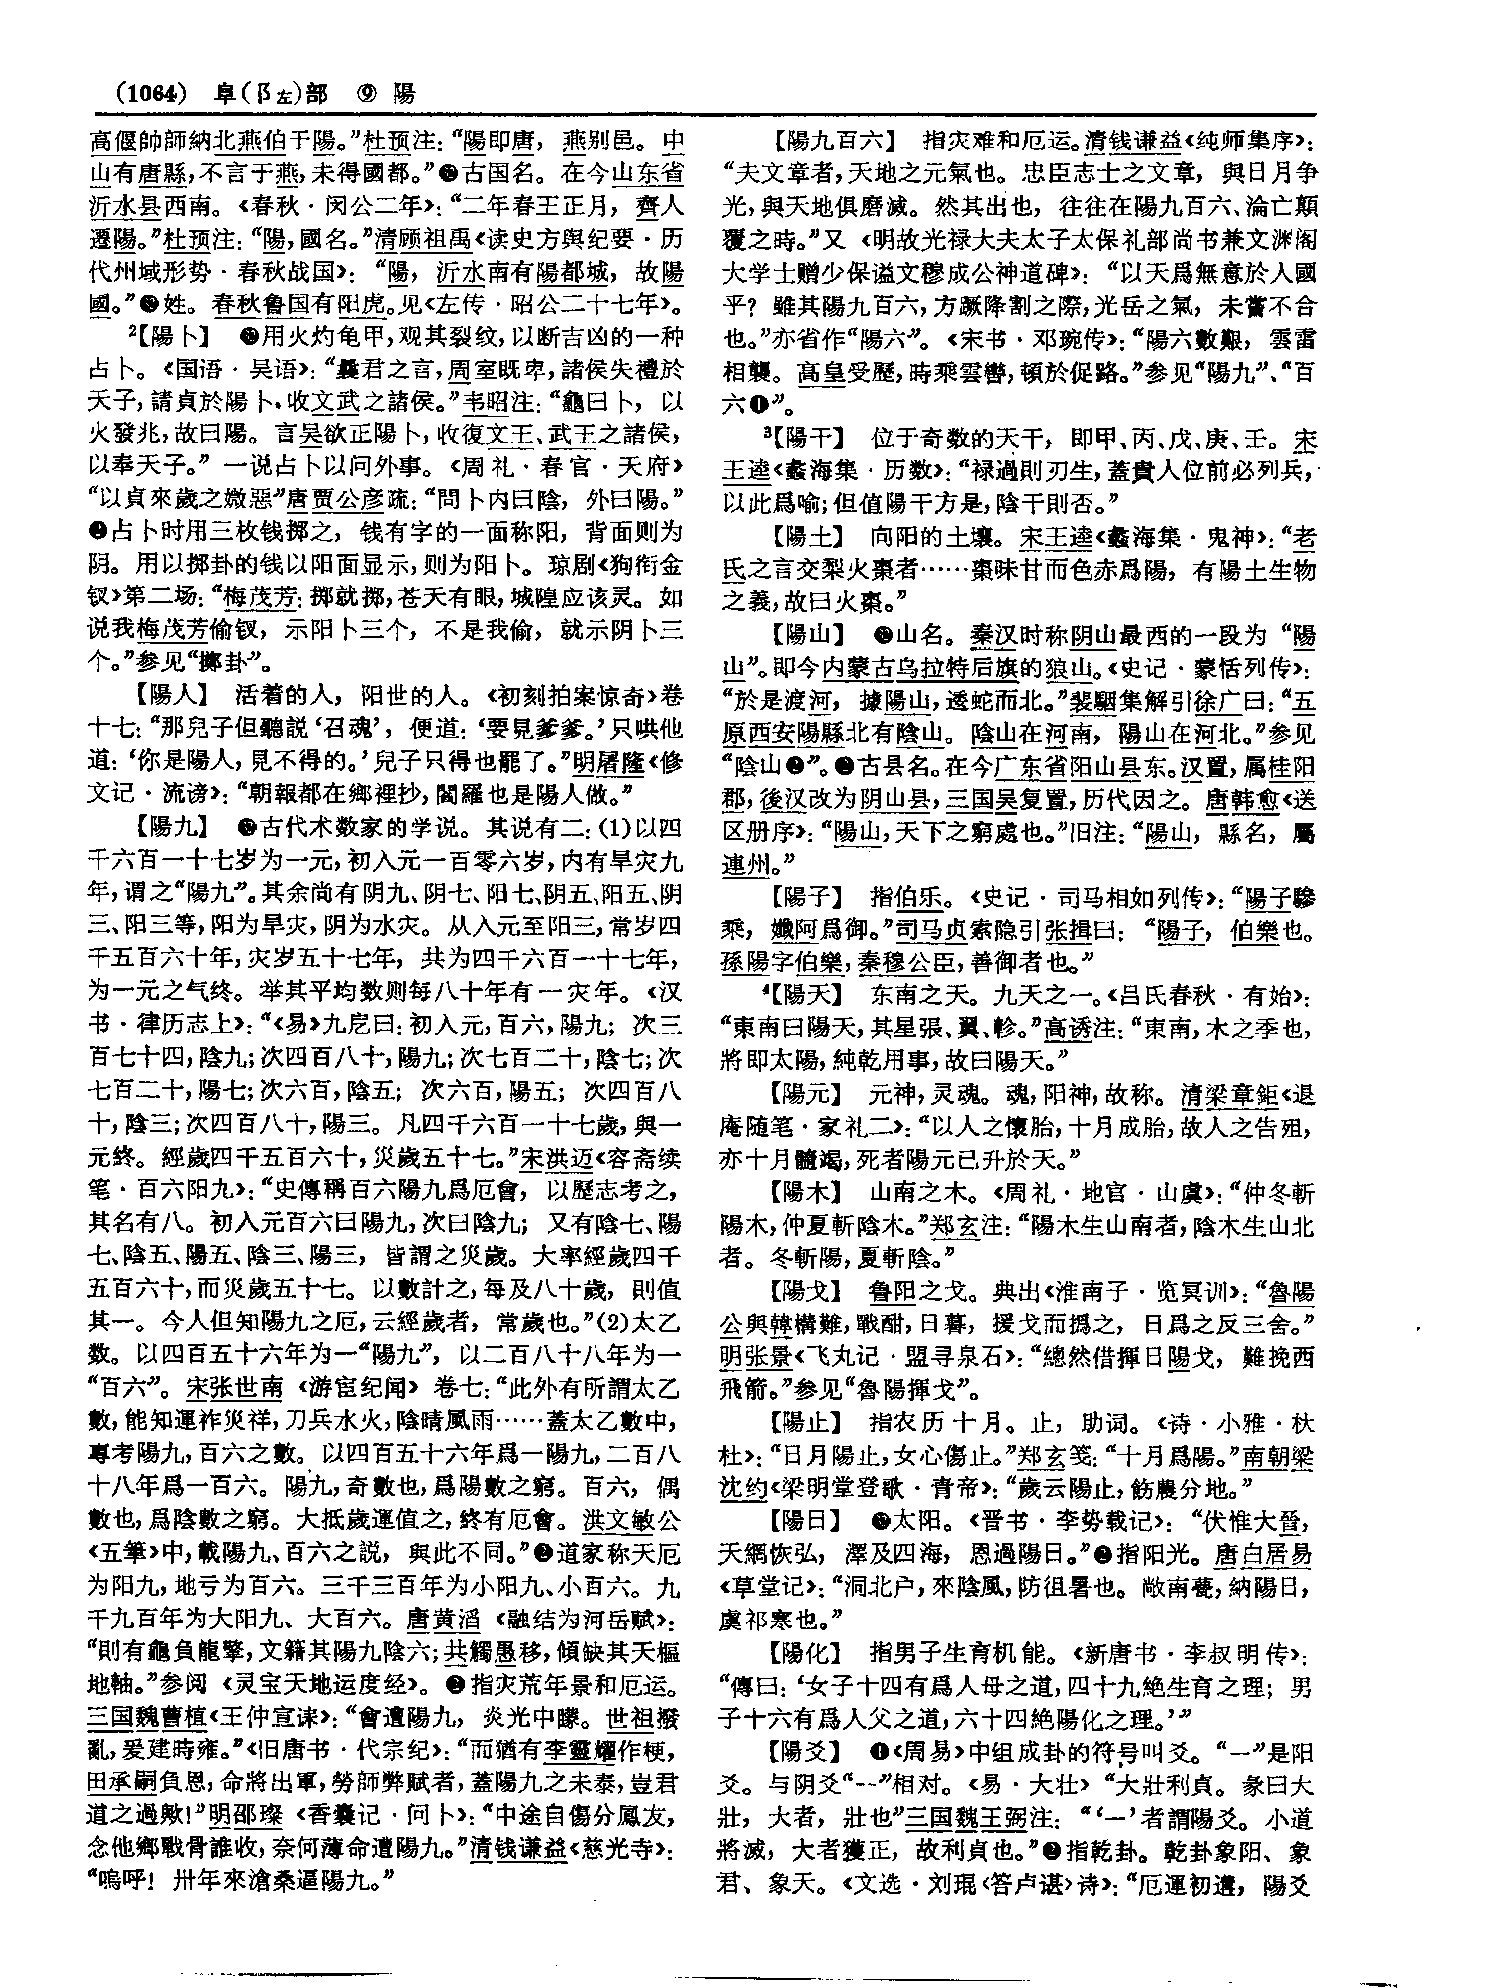 (1064) 阜(阝左)部 ⑨ 陽
高偃帥師納北燕伯于陽。”杜预注：“陽即唐，燕别邑。中
山有唐縣，不言于燕，未得國都。”❻古国名。在今山东省
沂水县西南。《春秋·闵公二年》：“二年春王正月，齊人
遷陽。”杜预注：“陽，國名。”清顾祖禹《读史方舆纪要·历
代州域形势·春秋战国》：“陽，沂水南有陽都城，故陽
國。”姓。春秋鲁国有阳虎。见《左传·昭公二十七年》。
²【陽卜】 ❶用火灼龟甲，观其裂纹，以断吉凶的一种
占卜。《国语·吴语》：“曩君之言，周室既卑，諸侯失禮於
天子，請貞於陽卜，收文武之諸侯。”韦昭注：“龜曰卜，以
火發兆，故曰陽。言吴欲正陽卜，收復文王、武王之諸侯，
以奉天子。”一说占卜以问外事。《周礼·春官·天府》
“以貞來歲之媺惡”唐贾公彦疏：“問卜内曰陰，外曰陽。”
❷占卜时用三枚钱掷之，钱有字的一面称阳，背面则为
阴。用以掷卦的钱以阳面显示，则为阳卜。琼剧《狗衔金
钗》第二场：“梅茂芳：掷就掷，苍天有眼，城隍应该灵。如
说我梅茂芳偷钗，示阳卜三个，不是我偷，就示阴卜三
个。”参见“擲卦”。
【陽人】 活着的人，阳世的人。《初刻拍案惊奇》卷
十七：“那兒子但聽説‘召魂’，便道：‘要見爹爹。’只哄他
道：‘你是陽人，見不得的。’兒子只得也罷了。”明屠隆《修
文记·流谤》：“朝報都在鄉裡抄，閻羅也是陽人做。”
【陽九】 ❶古代术数家的学说。其说有二：(1)以四
千六百一十七岁为一元，初入元一百零六岁，内有旱灾九
年，谓之“陽九”。其余尚有阴九、阴七、阳七、阴五、阳五、阴
三、阳三等，阳为旱灾，阴为水灾。从入元至阳三，常岁四
千五百六十年，灾岁五十七年，共为四千六百一十七年，
为一元之气终。举其平均数则每八十年有一灾年。《汉
书·律历志上》：“《易》九戹曰：初入元，百六，陽九；次三
百七十四，陰九；次四百八十，陽九；次七百二十，陰七；次
七百二十，陽七；次六百，陰五；次六百，陽五；次四百八
十，陰三；次四百八十，陽三。凡四千六百一十七歲，與一
元終。經歲四千五百六十，災歲五十七。”宋洪迈《容斋续
笔·百六阳九》：“史傳稱百六陽九爲厄會，以歷志考之，
其名有八。初入元百六曰陽九，次曰陰九；又有陰七、陽
七、陰五、陽五、陰三、陽三，皆謂之災歲。大率經歲四千
五百六十，而災歲五十七。以數計之，每及八十歲，則值
其一。今人但知陽九之厄，云經歲者，常歲也。”(2)太乙
数。以四百五十六年为一“陽九”，以二百八十八年为一
“百六”。宋张世南《游宦纪闻》卷七：“此外有所謂太乙
數，能知運祚災祥，刀兵水火，陰晴風雨……蓋太乙數中，
專考陽九，百六之數。以四百五十六年爲一陽九，二百八
十八年爲一百六。陽九，奇數也，爲陽數之窮。百六，偶
數也，爲陰數之窮。大抵歲運值之，終有厄會。洪文敏公
《五筆》中，載陽九、百六之説，與此不同。”❷道家称天厄
为阳九，地亏为百六。三千三百年为小阳九、小百六。九
千九百年为大阳九、大百六。唐黄滔《融结为河岳赋》：
“則有龜負龍擎，文籍其陽九陰六；共觸愚移，傾缺其天樞
地軸。”参阅《灵宝天地运度经》。❸指灾荒年景和厄运。
三国魏曹植《王仲宣诔》：“會遭陽九，炎光中矇。世祖撥
亂，爰建時雍。”《旧唐书·代宗纪》：“而猶有李靈耀作梗，
田承嗣負恩，命將出軍，勞師弊賦者，蓋陽九之未泰，豈君
道之過歟！”明邵璨《香囊记·问卜》：“中途自傷分鳳友，
念他鄉戰骨誰收，奈何薄命遭陽九。”清钱谦益《慈光寺》：
“嗚呼！卅年來滄桑逼陽九。”
【陽九百六】 指灾难和厄运。清钱谦益《纯师集序》：
“夫文章者，天地之元氣也。忠臣志士之文章，與日月争
光，與天地俱磨滅。然其出也，往往在陽九百六、淪亡顛
覆之時。”又《明故光禄大夫太子太保礼部尚书兼文渊阁
大学士赠少保谥文穆成公神道碑》：“以天爲無意於人國
乎？雖其陽九百六，方蹶降割之際，光岳之氣，未嘗不合
也。”亦省作“陽六”。《宋书·邓琬传》：“陽六數艱，雲雷
相襲。高皇受歷，時乘雲轡，頓於促路。”参见“陽九”、“百
六❶”。
³【陽干】 位于奇数的天干，即甲、丙、戊、庚、壬。宋
王逵《蠡海集·历数》：“禄過則刃生，蓋貴人位前必列兵，
以此爲喻；但值陽干方是，陰干則否。”
【陽土】 向阳的土壤。宋王逵《蠡海集·鬼神》：“老
氏之言交梨火棗者……棗味甘而色赤爲陽，有陽土生物
之義，故曰火棗。”
【陽山】 ❶山名。秦汉时称阴山最西的一段为“陽
山”。即今内蒙古乌拉特后旗的狼山。《史记·蒙恬列传》：
“於是渡河，據陽山，逶蛇而北。”裴駰集解引徐广曰：“五
原西安陽縣北有陰山。陰山在河南，陽山在河北。”参见
“陰山❷”。❷古县名。在今广东省阳山县东。汉置，属桂阳
郡，後汉改为阴山县，三国吴复置，历代因之。唐韩愈《送
区册序》：“陽山，天下之窮處也。”旧注：“陽山，縣名，屬
連州。”
【陽子】 指伯乐。《史记·司马相如列传》：“陽子驂
乘，孅阿爲御。”司马贞索隐引张揖曰：“陽子，伯樂也。
孫陽字伯樂，秦穆公臣，善御者也。”
⁴【陽天】 东南之天。九天之一。《吕氏春秋·有始》：
“東南曰陽天，其星張、翼、軫。”高诱注：“東南，木之季也，
將即太陽，純乾用事，故曰陽天。”
【陽元】 元神，灵魂。魂，阳神，故称。清梁章鉅《退
庵随笔·家礼二》：“以人之懷胎，十月成胎，故人之告殂，
亦十月髓竭，死者陽元已升於天。”
【陽木】 山南之木。《周礼·地官·山虞》：“仲冬斬
陽木，仲夏斬陰木。”郑玄注：“陽木生山南者，陰木生山北
者。冬斬陽，夏斬陰。”
【陽戈】 鲁阳之戈。典出《淮南子·览冥训》：“魯陽
公與韓構難，戰酣，日暮，援戈而撝之，日爲之反三舍。”
明张景《飞丸记·盟寻泉石》：“總然借揮日陽戈，難挽西
飛箭。”参见“魯陽揮戈”。
【陽止】 指农历十月。止，助词。《诗·小雅·杕
杜》：“日月陽止，女心傷止。”郑玄笺：“十月爲陽。”南朝梁
沈约《梁明堂登歌·青帝》：“歲云陽止，飭農分地。”
【陽日】 ❶太阳。《晋书·李势载记》：“伏惟大晉，
天網恢弘，澤及四海，恩過陽日。”❷指阳光。唐白居易
《草堂记》：“洞北户，來陰風，防徂暑也。敞南甍，納陽日，
虞祁寒也。”
【陽化】 指男子生育机能。《新唐书·李叔明传》：
“傳曰：‘女子十四有爲人母之道，四十九絶生育之理；男
子十六有爲人父之道，六十四絶陽化之理。’”
【陽爻】 ❶《周易》中组成卦的符号叫爻。“—”是阳
爻。与阴爻“--”相对。《易·大壮》“大壯利貞。彖曰大
壯，大者，壯也”三国魏王弼注：“‘—’者謂陽爻。小道
將滅，大者獲正，故利貞也。”❷指乾卦。乾卦象阳、象
君、象天。《文选·刘琨〈答卢谌〉诗》：“厄運初遘，陽爻